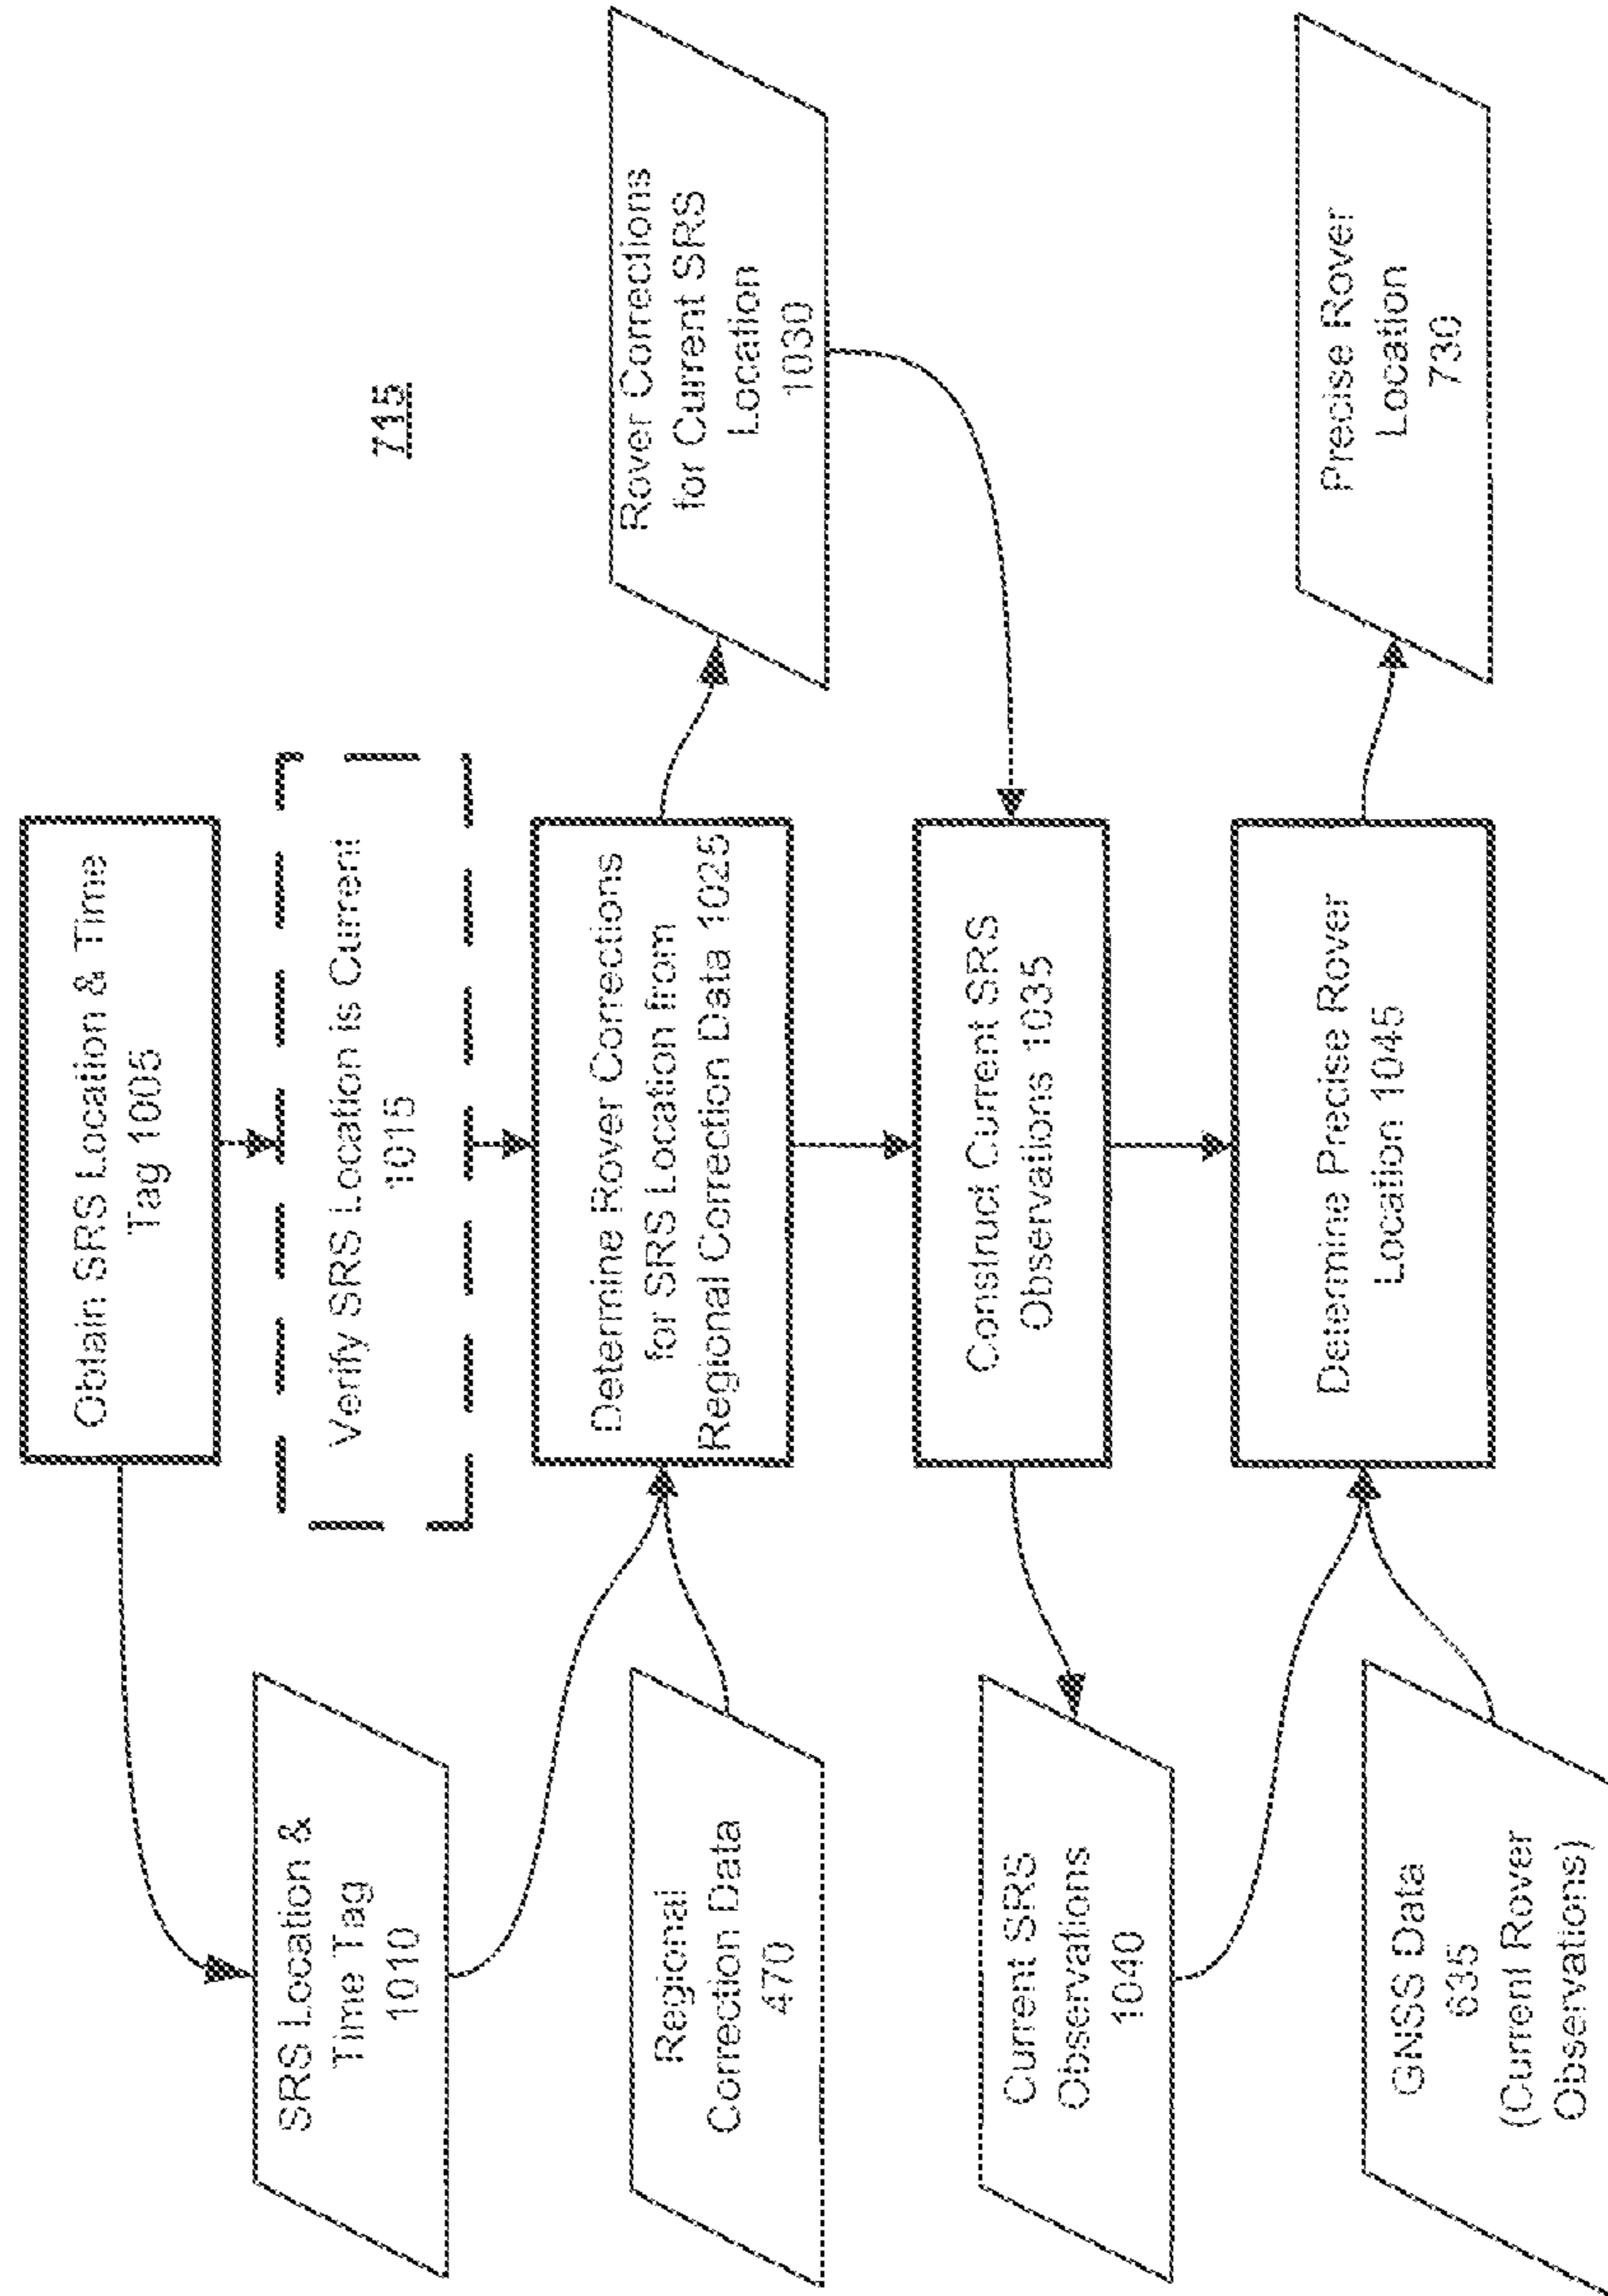 715
Obtain SRS Location & Time
Tag 1005
SRS Location &
Time Tag
1010
Verify SRS Location is Current
1015
Regional
Correction Data
470
Determine Rover Corrections
for SRS Location from
Regional Correction Data 1025
Rover Corrections
for Current SRS
Location
1030
Current SRS
Observations
1040
Construct Current SRS
Observations 1035
GNSS Data
635
(Current Rover
Observations)
Determine Precise Rover
Location 1045
Precise Rover
Location
730